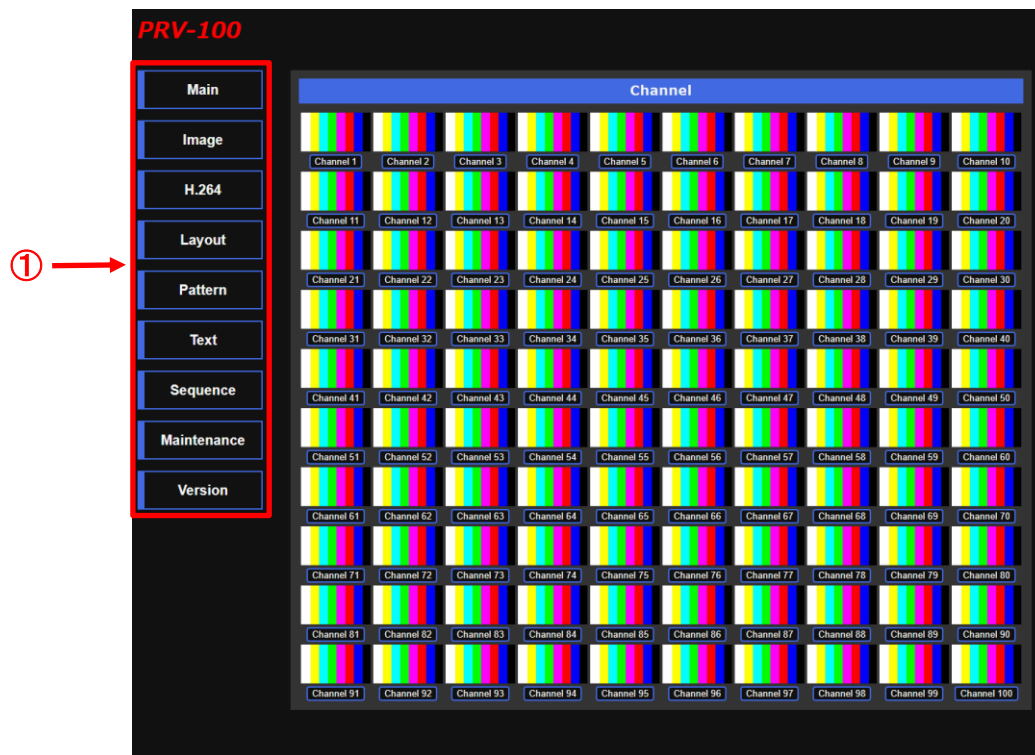 PRV-100
①
Main
Image
H.264
Layout
Pattern
Text
Sequence
Maintenance
Version
Channel
Channel 1 Channel 2 Channel 3 Channel 4 Channel 5 Channel 6 Channel 7 Channel 8 Channel 9 Channel 10
Channel 11 Channel 12 Channel 13 Channel 14 Channel 15 Channel 16 Channel 17 Channel 18 Channel 19 Channel 20
Channel 21 Channel 22 Channel 23 Channel 24 Channel 25 Channel 26 Channel 27 Channel 28 Channel 29 Channel 30
Channel 31 Channel 32 Channel 33 Channel 34 Channel 35 Channel 36 Channel 37 Channel 38 Channel 39 Channel 40
Channel 41 Channel 42 Channel 43 Channel 44 Channel 45 Channel 46 Channel 47 Channel 48 Channel 49 Channel 50
Channel 51 Channel 52 Channel 53 Channel 54 Channel 55 Channel 56 Channel 57 Channel 58 Channel 59 Channel 60
Channel 61 Channel 62 Channel 63 Channel 64 Channel 65 Channel 66 Channel 67 Channel 68 Channel 69 Channel 70
Channel 71 Channel 72 Channel 73 Channel 74 Channel 75 Channel 76 Channel 77 Channel 78 Channel 79 Channel 80
Channel 81 Channel 82 Channel 83 Channel 84 Channel 85 Channel 86 Channel 87 Channel 88 Channel 89 Channel 90
Channel 91 Channel 92 Channel 93 Channel 94 Channel 95 Channel 96 Channel 97 Channel 98 Channel 99 Channel 100